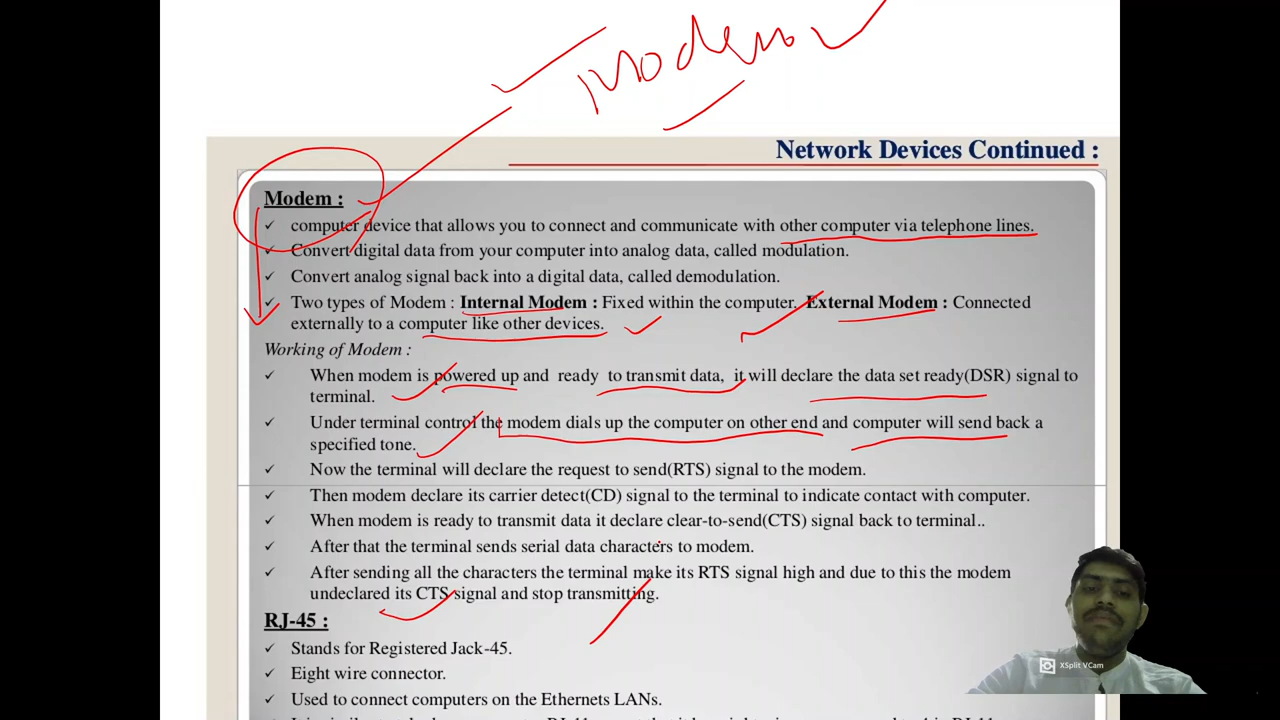 Modem
Network Devices Continued :
Modem :
✓ computer device that allows you to connect and communicate with other computer via telephone lines.
✓ Convert digital data from your computer into analog data, called modulation.
✓ Convert analog signal back into a digital data, called demodulation.
✓ Two types of Modem : Internal Modem : Fixed within the computer. External Modem : Connected
externally to a computer like other devices.
Working of Modem :
✓ When modem is powered up and ready to transmit data, it will declare the data set ready(DSR) signal to
terminal.
✓ Under terminal control the modem dials up the computer on other end and computer will send back a
specified tone.
✓ Now the terminal will declare the request to send(RTS) signal to the modem.
✓ Then modem declare its carrier detect(CD) signal to the terminal to indicate contact with computer.
✓ When modem is ready to transmit data it declare clear-to-send(CTS) signal back to terminal..
✓ After that the terminal sends serial data characters to modem.
✓ After sending all the characters the terminal make its RTS signal high and due to this the modem
undeclared its CTS signal and stop transmitting.
RJ-45 :
✓ Stands for Registered Jack-45.
✓ Eight wire connector.
✓ Used to connect computers on the Ethernets LANs.
XSplit VCam